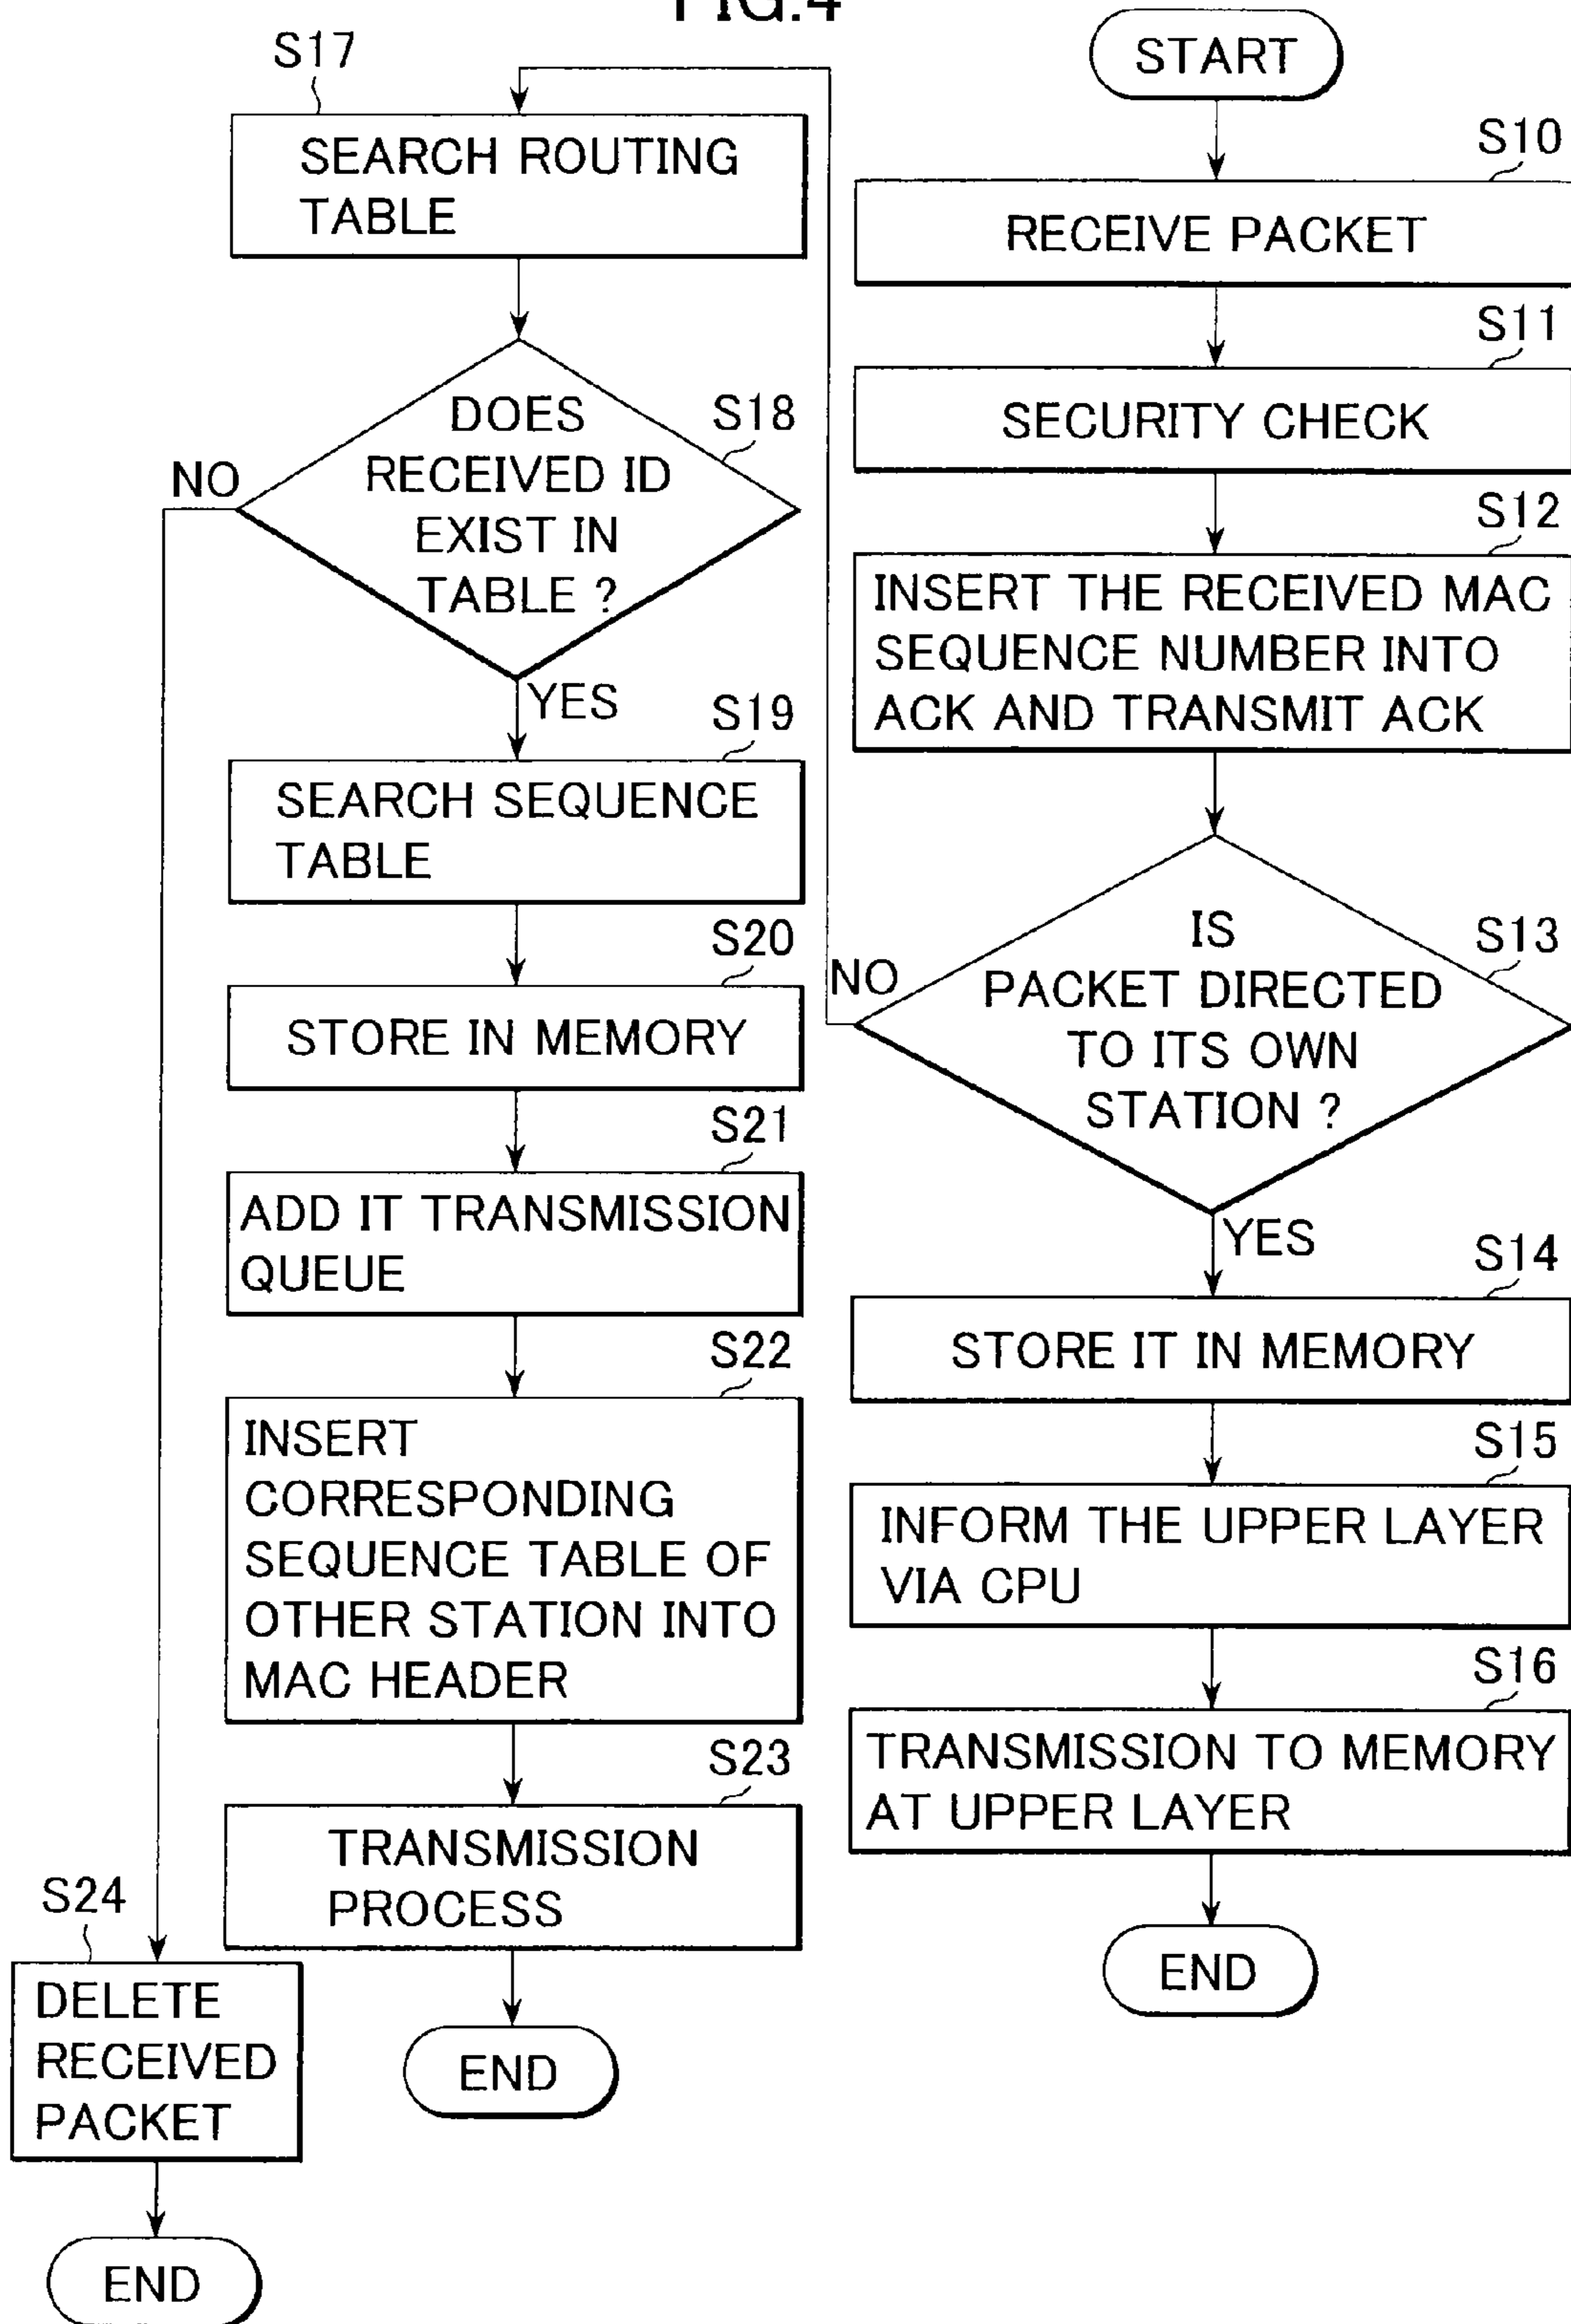 FIG.4
START
S10
RECEIVE PACKET
S11
SECURITY CHECK
S12
INSERT THE RECEIVED MAC
SEQUENCE NUMBER INTO
ACK AND TRANSMIT ACK
S13
IS
PACKET DIRECTED
TO ITS OWN
STATION ?
NO
YES
S14
STORE IT IN MEMORY
S15
INFORM THE UPPER LAYER
VIA CPU
S16
TRANSMISSION TO MEMORY
AT UPPER LAYER
END
S17
SEARCH ROUTING
TABLE
S18
DOES
RECEIVED ID
EXIST IN
TABLE ?
NO
YES
S19
SEARCH SEQUENCE
TABLE
S20
STORE IN MEMORY
S21
ADD IT TRANSMISSION
QUEUE
S22
INSERT
CORRESPONDING
SEQUENCE TABLE OF
OTHER STATION INTO
MAC HEADER
S23
TRANSMISSION
PROCESS
END
S24
DELETE
RECEIVED
PACKET
END